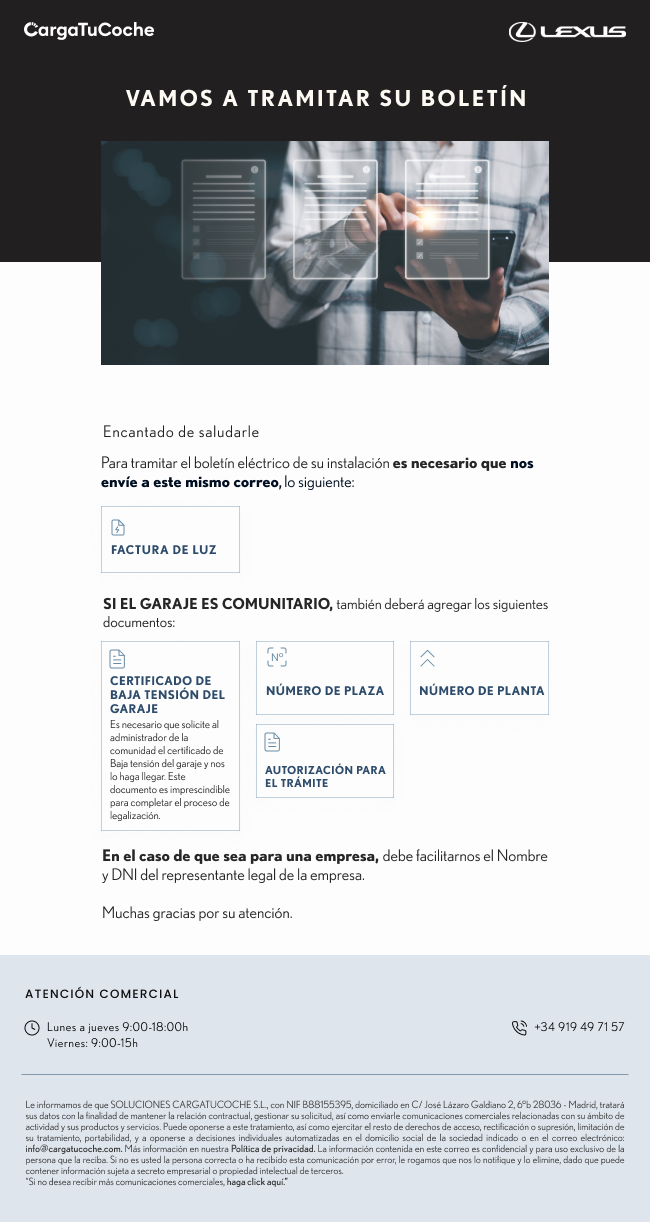 CargaTuCoche
LEXUS
VAMOS A TRAMITAR SU BOLETÍN
Encantado de saludarle
Para tramitar el boletín eléctrico de su instalación es necesario que nos
envíe a este mismo correo, lo siguiente:
FACTURA DE LUZ
SI EL GARAJE ES COMUNITARIO, también deberá agregar los siguientes
documentos:
CERTIFICADO DE
BAJA TENSIÓN DEL
GARAJE
Es necesario que solicite al
administrador de la
comunidad el certificado de
Baja tensión del garaje y nos
lo haga llegar. Este
documento es imprescindible
para completar el proceso de
legalización.
Nº
NÚMERO DE PLAZA
NÚMERO DE PLANTA
AUTORIZACIÓN PARA
EL TRÁMITE
En el caso de que sea para una empresa, debe facilitarnos el Nombre
y DNI del representante legal de la empresa.
Muchas gracias por su atención.
ATENCIÓN COMERCIAL
Lunes a jueves 9:00-18:00h
Viernes: 9:00-15h
+34 919 49 71 57
Le informamos de que SOLUCIONES CARGATUCOCHE S.L., con NIF B88155395, domiciliado en C/ José Lázaro Galdiano 2, 6ºb 28036 - Madrid, tratará
sus datos con la finalidad de mantener la relación contractual, gestionar su solicitud, así como enviarle comunicaciones comerciales relacionadas con su ámbito de
actividad y sus productos y servicios. Puede oponerse a este tratamiento, así como ejercitar el resto de derechos de acceso, rectificación o supresión, limitación de
su tratamiento, portabilidad, y a oponerse a decisiones individuales automatizadas en el domicilio social de la sociedad indicado o en el correo electrónico:
info@cargatucoche.com. Más información en nuestra Política de privacidad. La información contenida en este correo es confidencial y para uso exclusivo de la
persona que la reciba. Si no es usted la persona correcta o ha recibido esta comunicación por error, le rogamos que nos lo notifique y lo elimine, dado que puede
contener información sujeta a secreto empresarial o propiedad intelectual de terceros.
"Si no desea recibir más comunicaciones comerciales, haga click aquí."